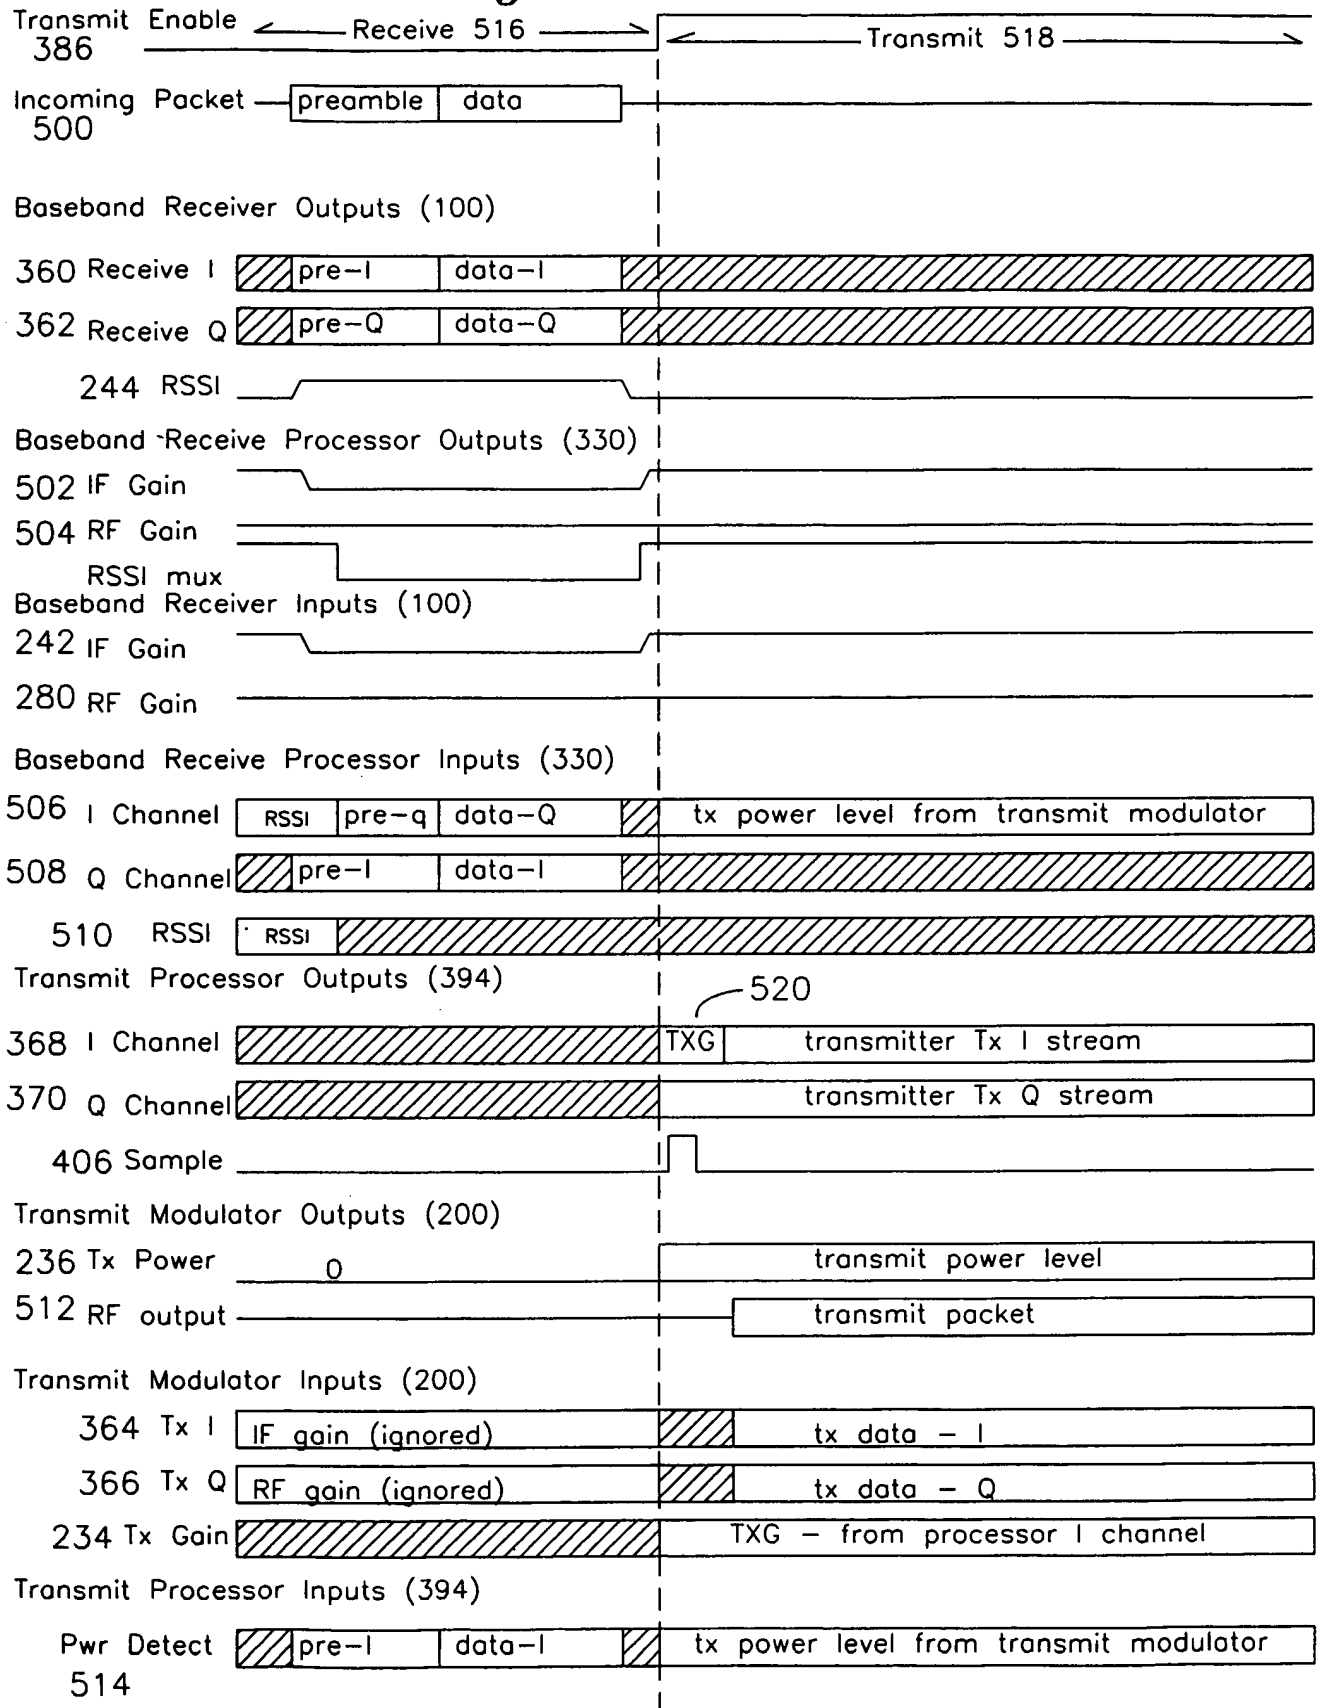 Transmit Enable
386
Receive 516
Transmit 518
Incoming Packet
500
preamble data
Baseband Receiver Outputs (100)
360 Receive I pre-I data-I
362 Receive Q pre-Q data-Q
244 RSSI
Baseband Receive Processor Outputs (330)
502 IF Gain
504 RF Gain
RSSI mux
Baseband Receiver Inputs (100)
242 IF Gain
280 RF Gain
Baseband Receive Processor Inputs (330)
506 I Channel RSSI pre-q data-Q tx power level from transmit modulator
508 Q Channel pre-I data-I
510 RSSI RSSI
Transmit Processor Outputs (394)
520
368 I Channel TXG transmitter Tx I stream
370 Q Channel transmitter Tx Q stream
406 Sample
Transmit Modulator Outputs (200)
236 Tx Power 0 transmit power level
512 RF output transmit packet
Transmit Modulator Inputs (200)
364 Tx I IF gain (ignored) tx data - I
366 Tx Q RF gain (ignored) tx data - Q
234 Tx Gain TXG - from processor I channel
Transmit Processor Inputs (394)
Pwr Detect pre-I data-I tx power level from transmit modulator
514